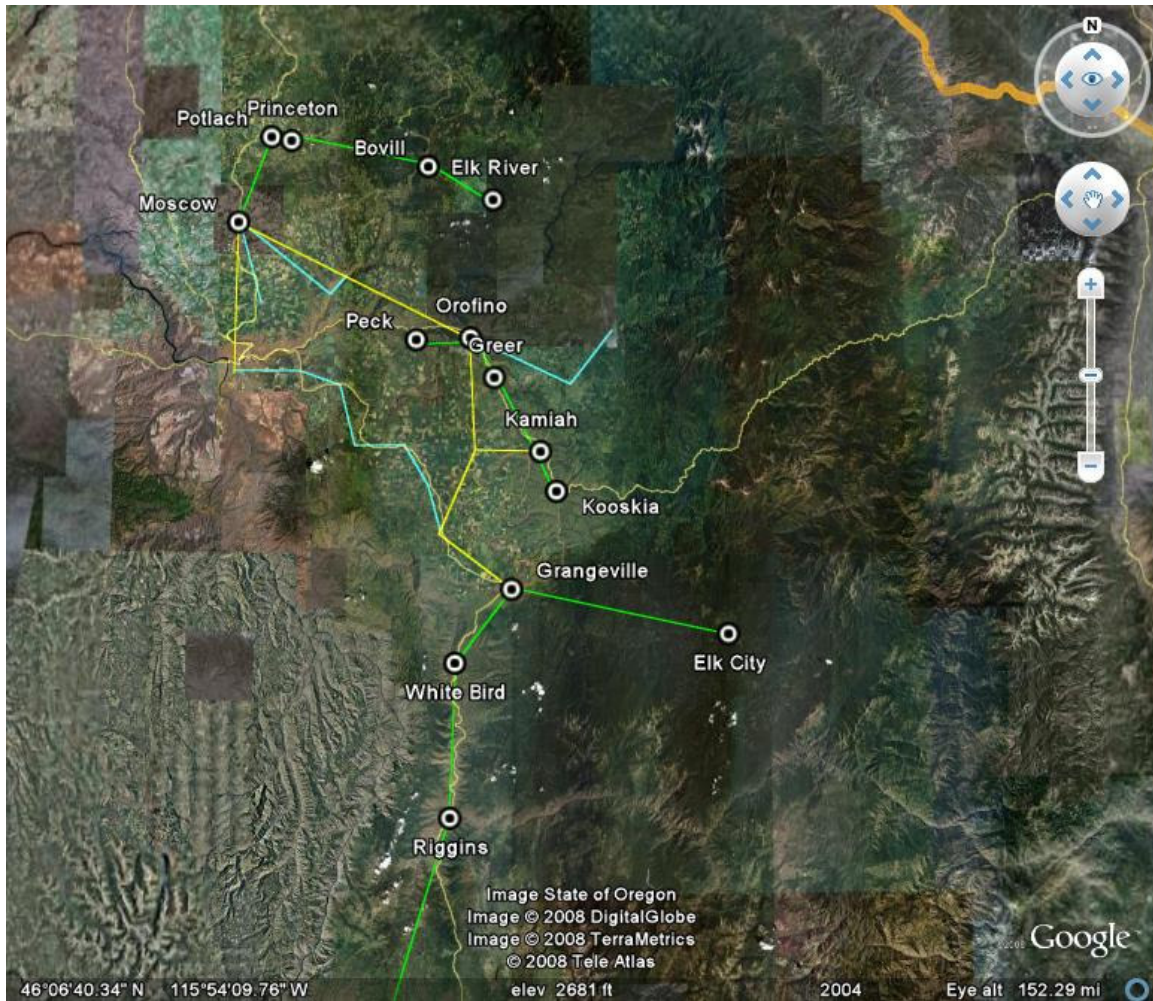 N
Potlach Princeton
Bovill
Elk River
Moscow
Orofino
Peck
Greer
Kamiah
Kooskia
Grangeville
Elk City
White Bird
Riggins
Image State of Oregon
Image © 2008 DigitalGlobe
Image © 2008 TerraMetrics
© 2008 Tele Atlas
©2008 Google
46°06'40.34" N 115°54'09.76" W elev 2681 ft 2004 Eye alt 152.29 mi